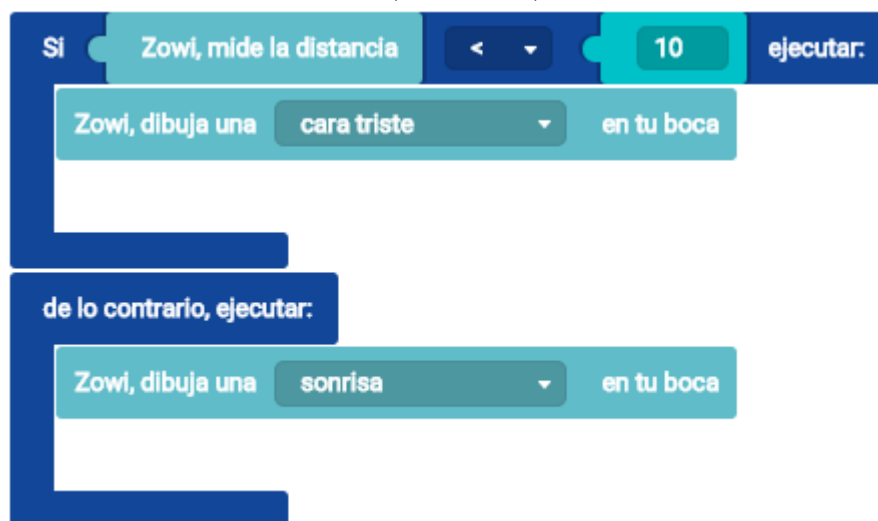 Si Zowi, mide la distancia < 10 ejecutar:
Zowi, dibuja una cara triste en tu boca
de lo contrario, ejecutar:
Zowi, dibuja una sonrisa en tu boca